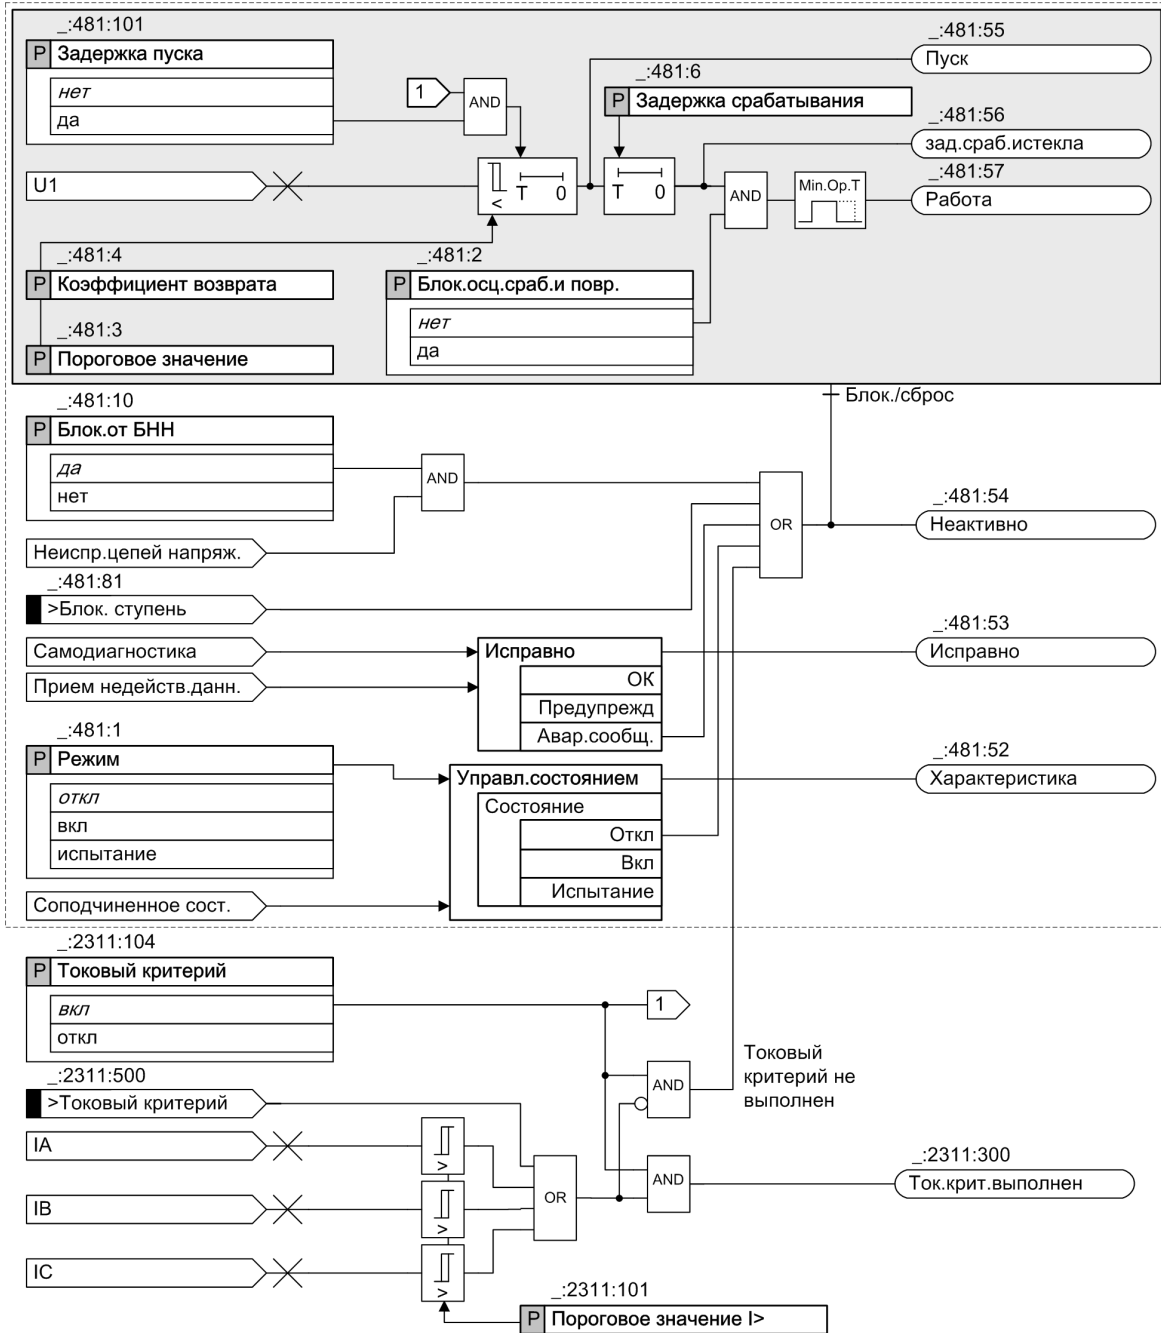 _:481:101
P Задержка пуска
нет
да
1
AND
_:481:6
P Задержка срабатывания
_:481:55
Пуск
_:481:56
зад.сраб.истекла
_:481:57
Работа
U1
< T 0
T 0
AND
Min.Op.T
_:481:4
P Коэффициент возврата
_:481:3
P Пороговое значение
_:481:2
P Блок.осц.сраб.и повр.
нет
да
Блок./сброс
_:481:10
P Блок.от БНН
да
нет
AND
Неиспр.цепей напряж.
OR
_:481:54
Неактивно
_:481:81
>Блок. ступень
Самодиагностика
Прием недейств.данн.
Исправно
ОК
Предупрежд
Авар.сообщ.
_:481:53
Исправно
_:481:1
P Режим
откл
вкл
испытание
Соподчиненное сост.
Управл.состоянием
Состояние
Откл
Вкл
Испытание
_:481:52
Характеристика
_:2311:104
P Токовый критерий
вкл
откл
1
_:2311:500
>Токовый критерий
AND
Токовый
критерий не
выполнен
IA
>
IB
>
IC
>
OR
AND
_:2311:300
Ток.крит.выполнен
_:2311:101
P Пороговое значение I>